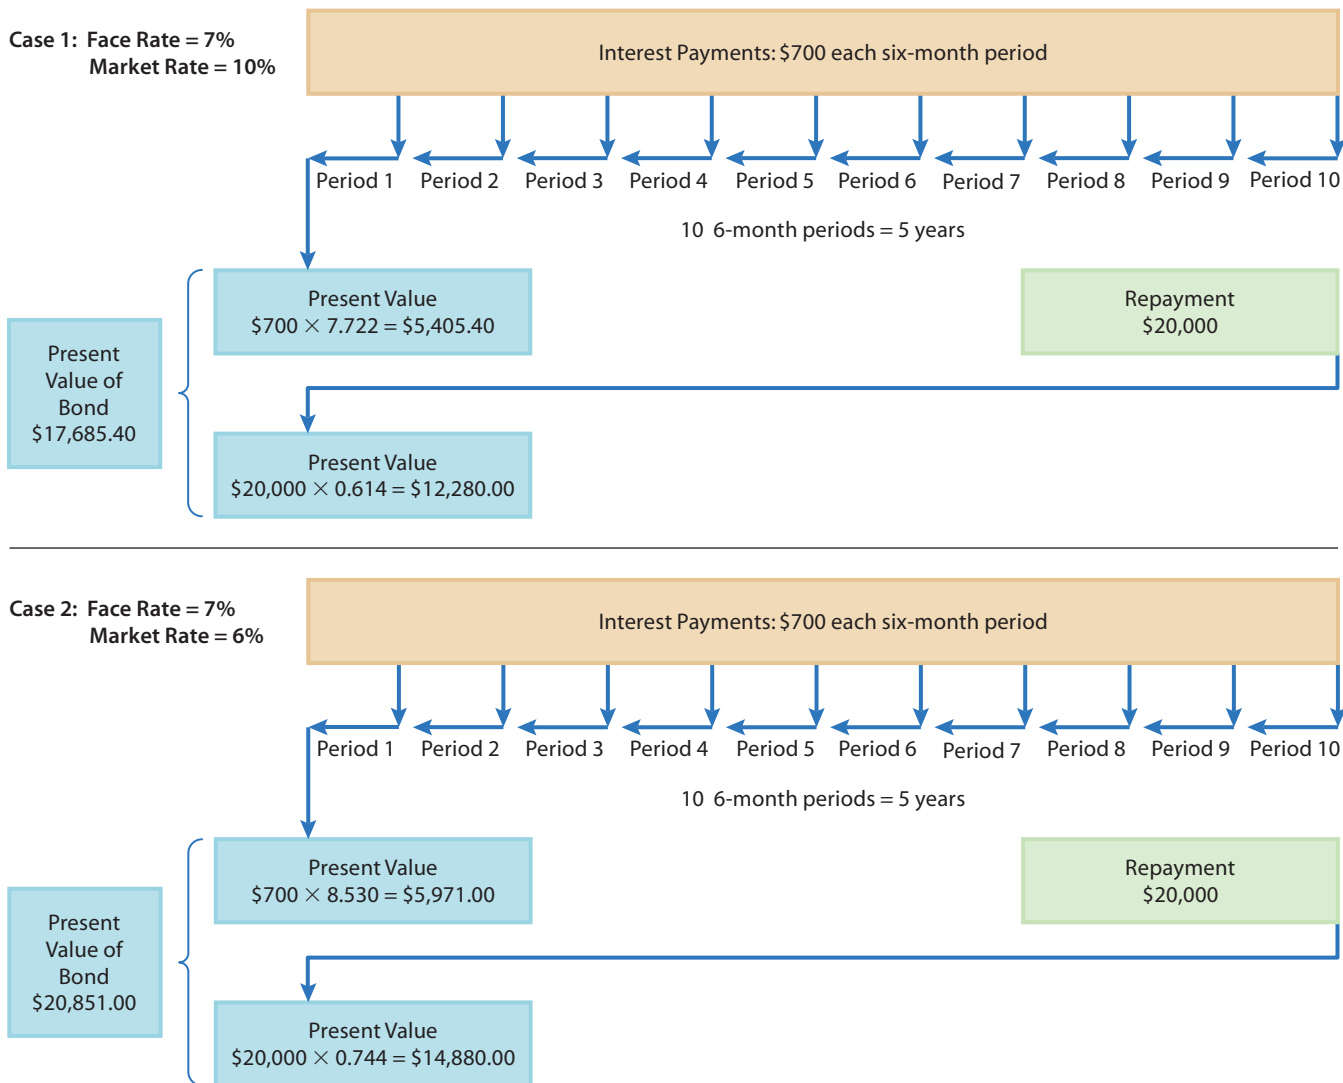 Case 1: Face Rate = 7%
Market Rate = 10%
Interest Payments: $700 each six-month period
Period 1 Period 2 Period 3 Period 4 Period 5 Period 6 Period 7 Period 8 Period 9 Period 10
10 6-month periods = 5 years
Present Value
$700 × 7.722 = $5,405.40
Repayment
$20,000
Present
Value of
Bond
$17,685.40
Present Value
$20,000 × 0.614 = $12,280.00
Case 2: Face Rate = 7%
Market Rate = 6%
Interest Payments: $700 each six-month period
Period 1 Period 2 Period 3 Period 4 Period 5 Period 6 Period 7 Period 8 Period 9 Period 10
10 6-month periods = 5 years
Present Value
$700 × 8.530 = $5,971.00
Repayment
$20,000
Present
Value of
Bond
$20,851.00
Present Value
$20,000 × 0.744 = $14,880.00